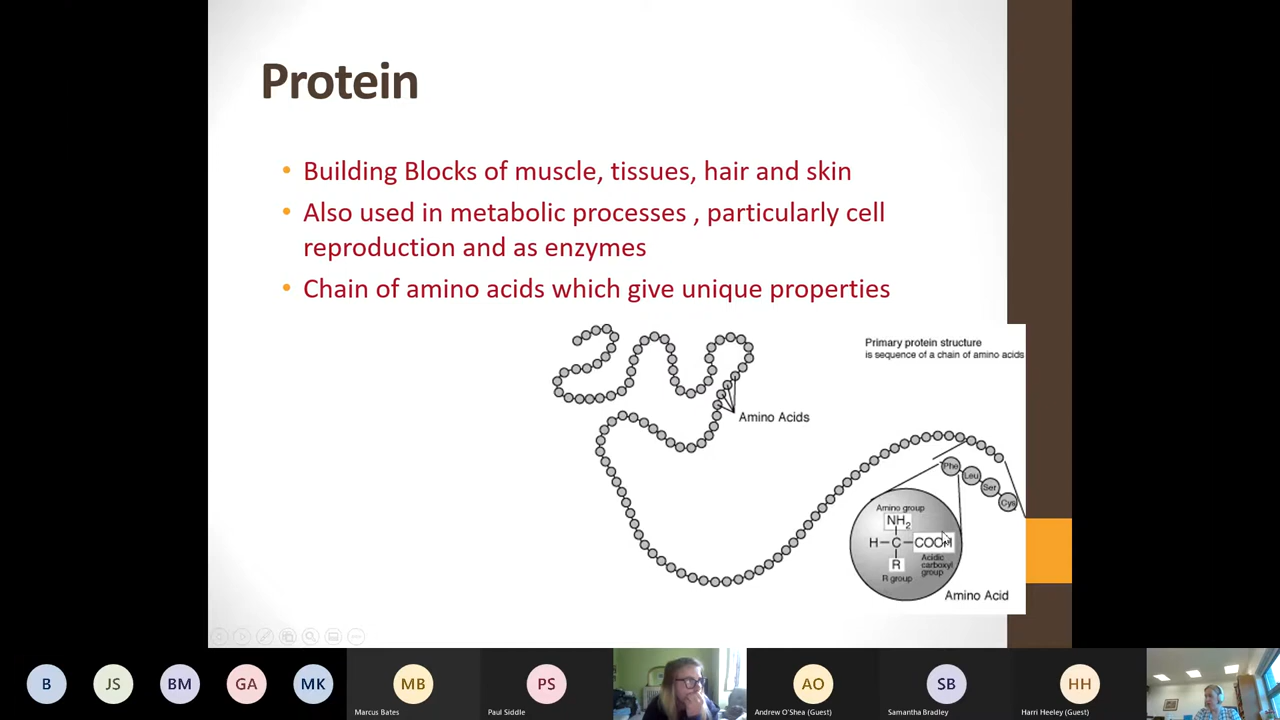 Protein
• Building Blocks of muscle, tissues, hair and skin
• Also used in metabolic processes , particularly cell
reproduction and as enzymes
• Chain of amino acids which give unique properties
Primary protein structure
is sequence of a chain of amino acids
Amino Acids
Phe
Leu
Ser
Cys
Amino group
NH2
H C COOH
Acidic
carboxyl
group
R
R group
Amino Acid
B
JS
BM
GA
MK
MB
Marcus Bates
PS
Paul Siddle
AO
Andrew O'Shea (Guest)
SB
Samantha Bradley
HH
Harri Heeley (Guest)